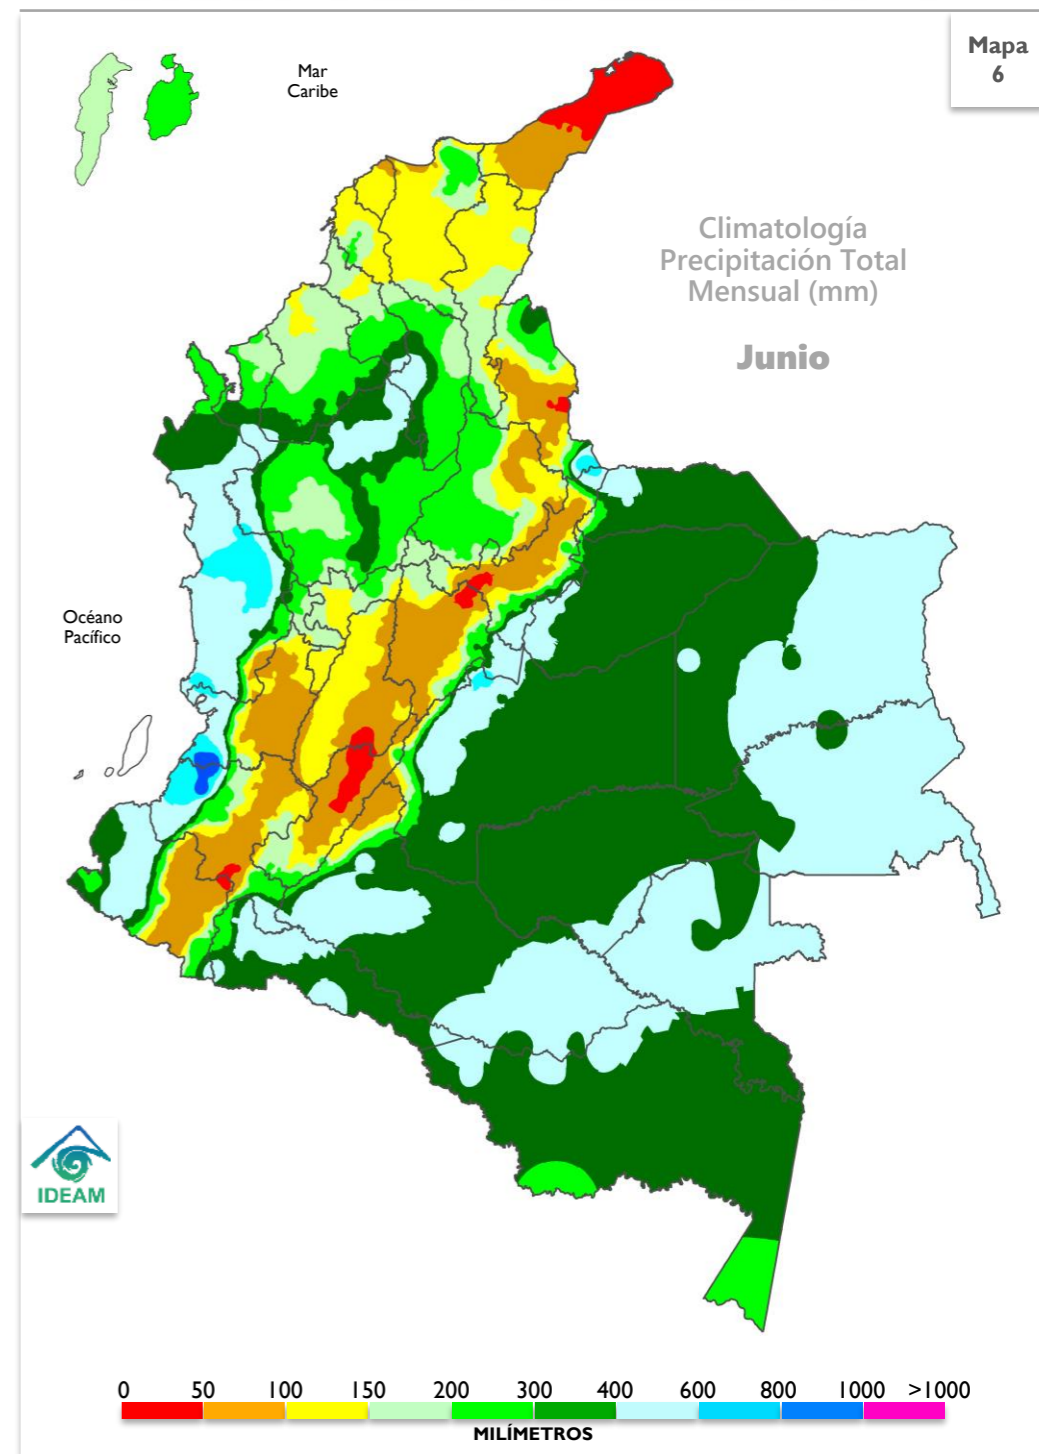 Mapa
6
Mar
Caribe
Climatología
Precipitación Total
Mensual (mm)
Junio
Océano
Pacífico
IDEAM
0 50 100 150 200 300 400 600 800 1000 >1000
MILÍMETROS